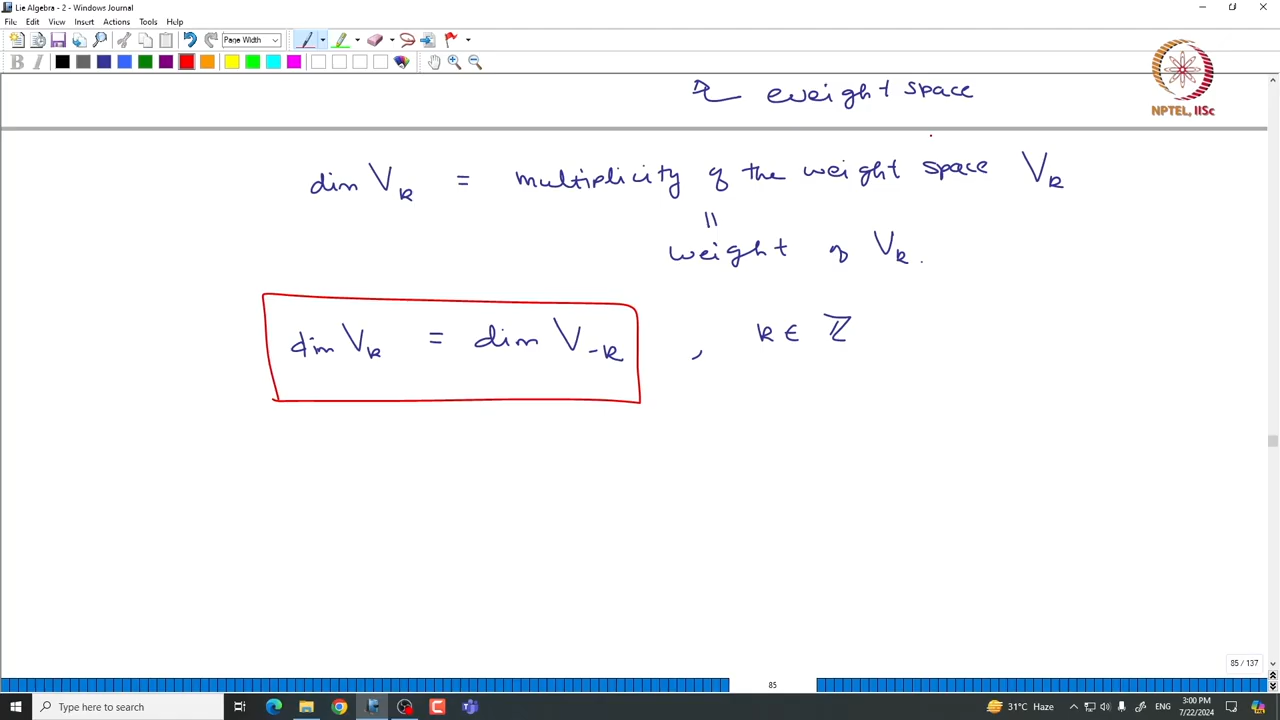 Lie Algebra - 2 - Windows Journal
File Edit View Insert Actions Tools Help
Page Width
B I
NPTEL, IISc
eweight space
dim V_k = multiplicity of the weight space V_k
=
weight of V_k.
dim V_k = dim V_{-k} , k ∈ ℤ
85 / 137
85
Type here to search
31°C Haze
3:00 PM
7/22/2024